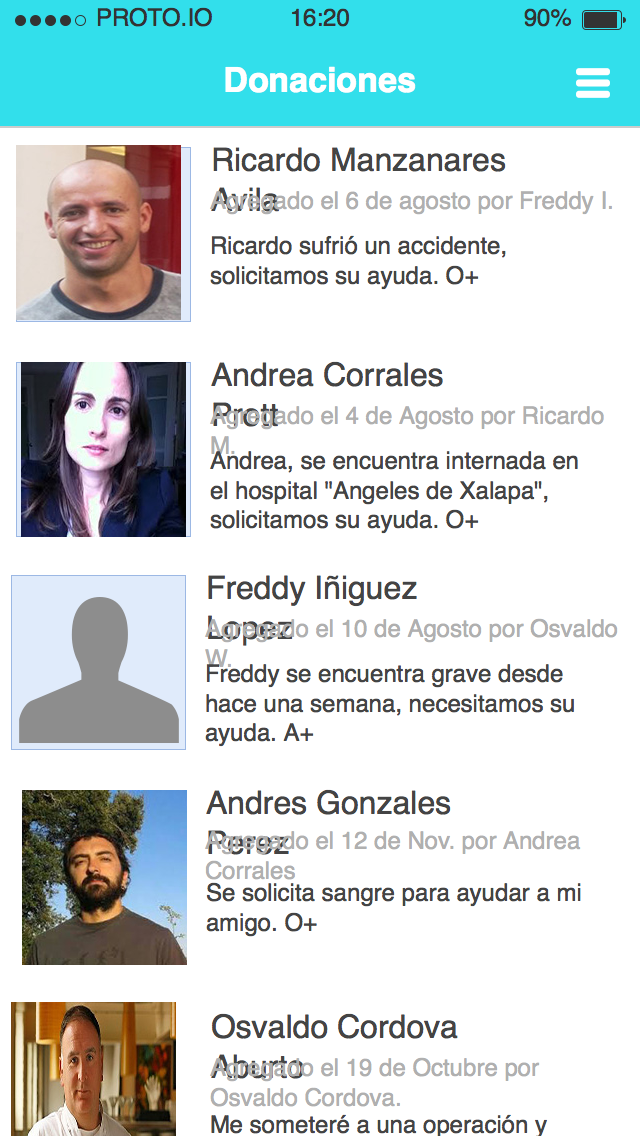 PROTO.IO 16:20 90%
Donaciones
Ricardo Manzanares
Avila
Agregado el 6 de agosto por Freddy I.
Ricardo sufrió un accidente,
solicitamos su ayuda. O+
Andrea Corrales
Prott
Agregado el 4 de Agosto por Ricardo
M.
Andrea, se encuentra internada en
el hospital "Angeles de Xalapa",
solicitamos su ayuda. O+
Freddy Iñiguez
Lopez
Agregado el 10 de Agosto por Osvaldo
W.
Freddy se encuentra grave desde
hace una semana, necesitamos su
ayuda. A+
Andres Gonzales
Perez
Agregado el 12 de Nov. por Andrea
Corrales
Se solicita sangre para ayudar a mi
amigo. O+
Osvaldo Cordova
Aburto
Agregado el 19 de Octubre por
Osvaldo Cordova.
Me someteré a una operación y